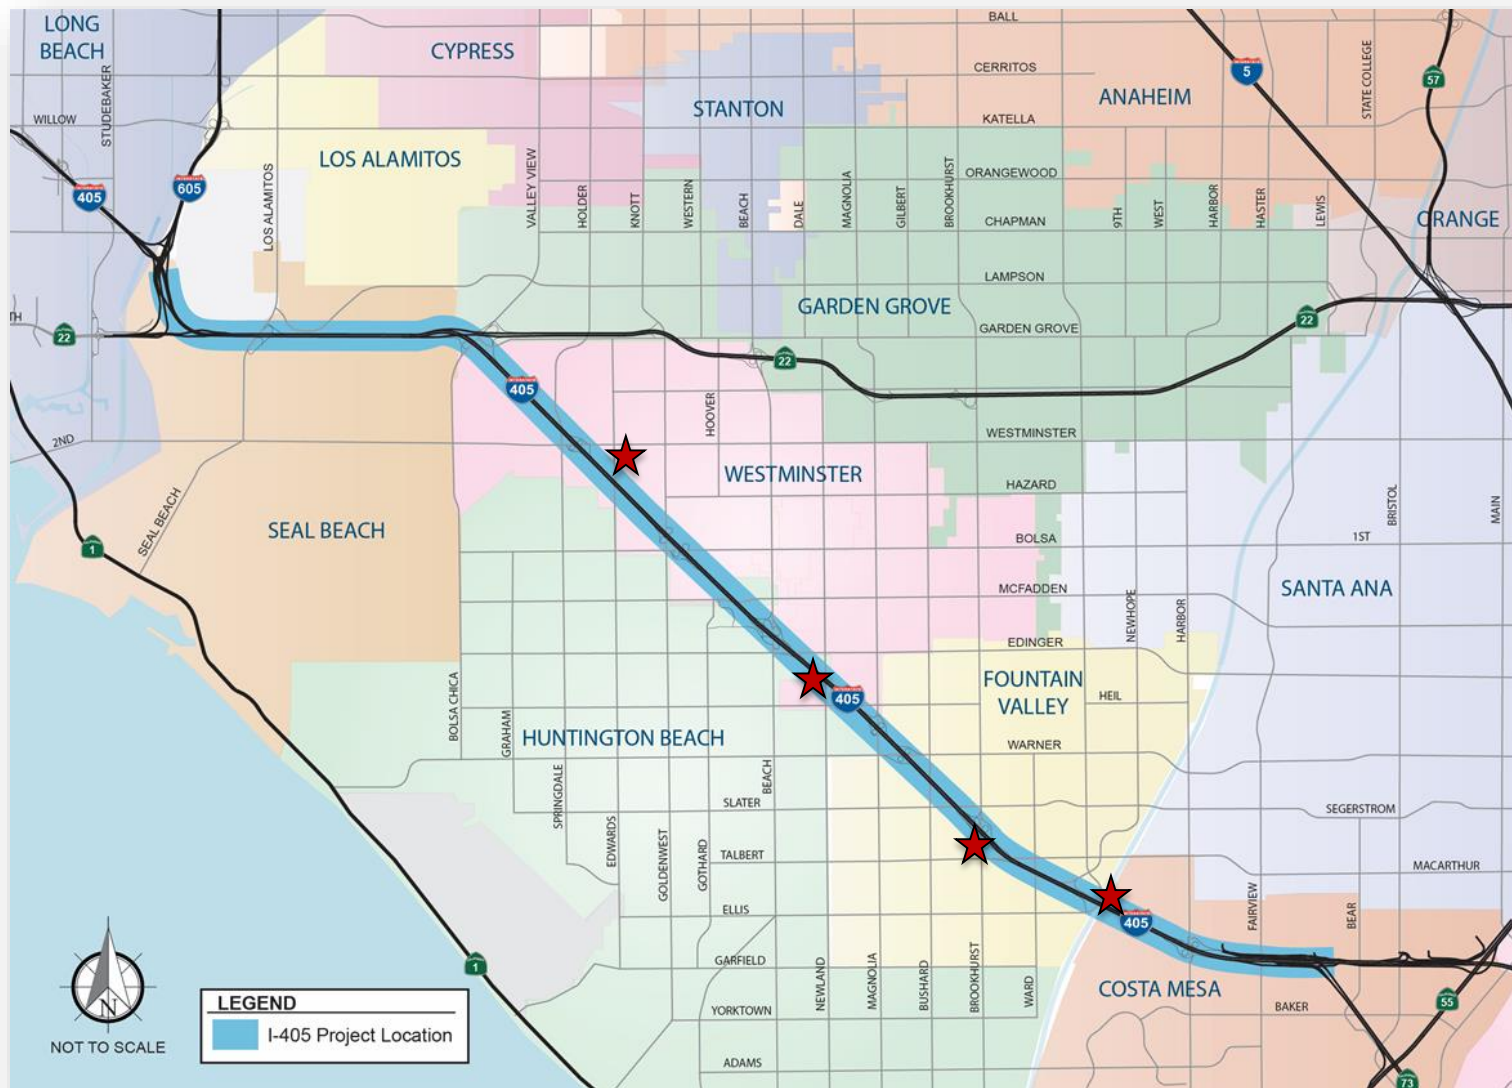 LONG
BEACH
CYPRESS
BALL
CERRITOS
STATE COLLEGE
5
57
STUDEBAKER
STANTON
ANAHEIM
WILLOW
KATELLA
LOS ALAMITOS
405
605
LOS ALAMITOS
VALLEY VIEW
HOLDER
KNOTT
WESTERN
BEACH
DALE
MAGNOLIA
GILBERT
BROOKHURST
ORANGEWOOD
CHAPMAN
9TH
WEST
HARBOR
HASTER
LEWIS
ORANGE
LAMPSON
GARDEN GROVE
TH
22
GARDEN GROVE
22
22
405
HOOVER
2ND
WESTMINSTER
WESTMINSTER
HAZARD
SEAL BEACH
SEAL BEACH
1
BOLSA
1ST
BRISTOL
MAIN
MCFADDEN
NEWHOPE
HARBOR
SANTA ANA
EDINGER
BOLSA CHICA
GRAHAM
405
FOUNTAIN
VALLEY
HEIL
HUNTINGTON BEACH
WARNER
SPRINGDALE
EDWARDS
GOLDENWEST
GOTHARD
BEACH
SLATER
SEGERSTROM
TALBERT
MACARTHUR
ELLIS
FAIRVIEW
BEAR
405
1
GARFIELD
NEWLAND
MAGNOLIA
BUSHARD
BROOKHURST
WARD
COSTA MESA
YORKTOWN
BAKER
55
ADAMS
73
N
NOT TO SCALE
LEGEND
I-405 Project Location